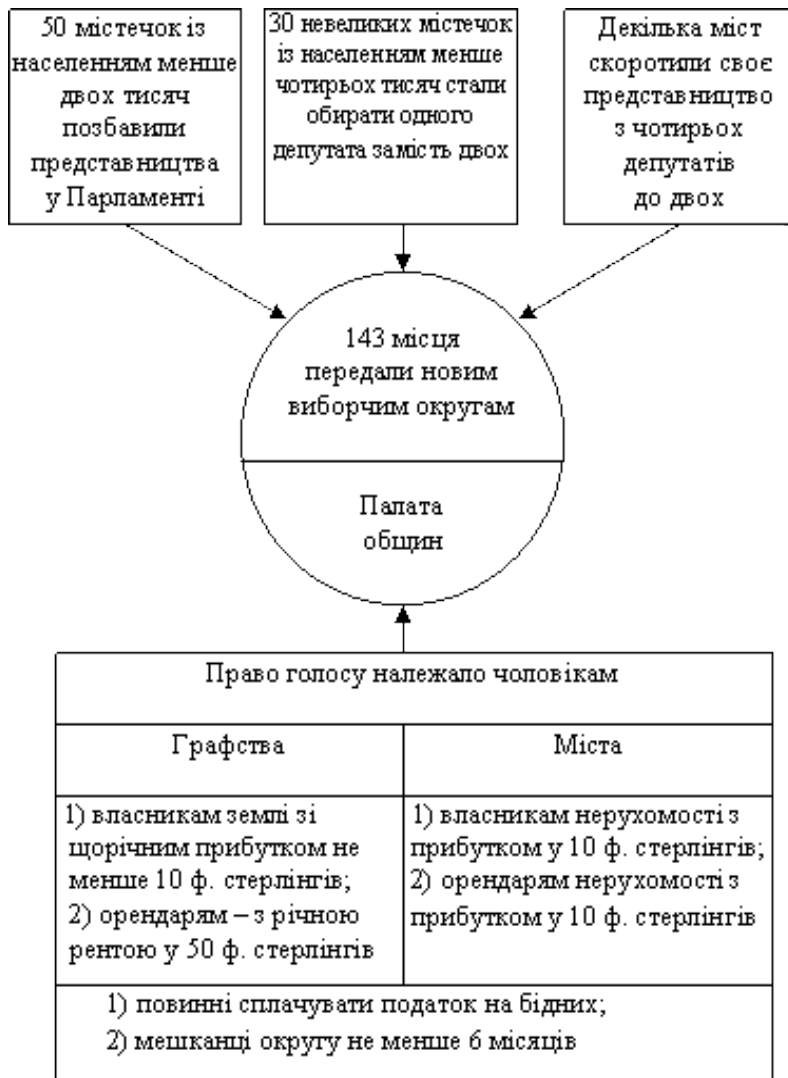 50 містечок із
населенням менше
двох тисяч
позбавили
представництва
у Парламенті
30 невеликих містечок
із населенням менше
чотирьох тисяч стали
обирати одного
депутата замість двох
Декілька міст
скоротили своє
представництво
з чотирьох
депутатів
до двох
143 місця
передали новим
виборчим округам
Палата
общин
Право голосу належало чоловікам
Графства
Міста
1) власникам землі зі
щорічним прибутком не
менше 10 ф. стерлінгів;
2) орендарям – з річною
рентою у 50 ф. стерлінгів
1) власникам нерухомості з
прибутком у 10 ф. стерлінгів;
2) орендарям нерухомості з
прибутком у 10 ф. стерлінгів
1) повинні сплачувати податок на бідних;
2) мешканці округу не менше 6 місяців